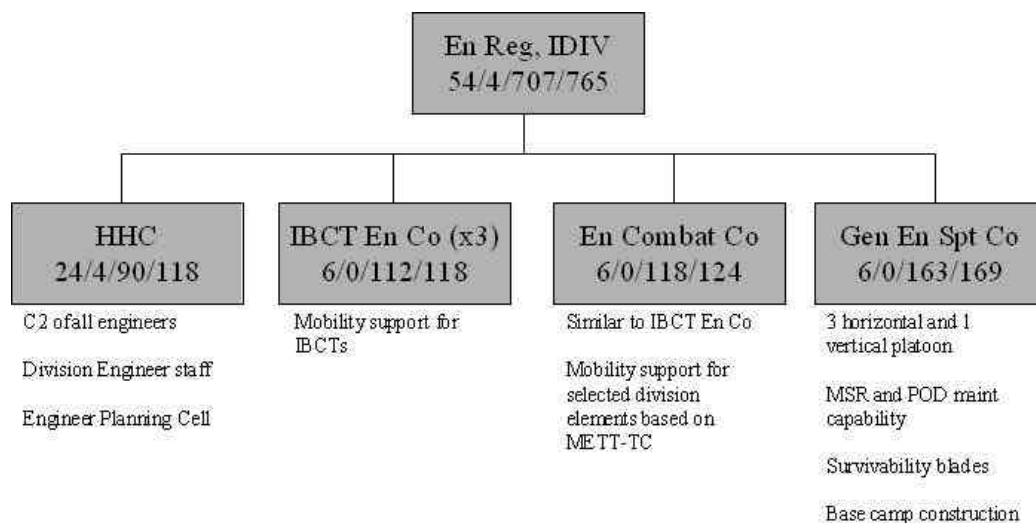 En Reg, IDIV
54/4/707/765
HHC
24/4/90/118
C2 ofall engineers
Division Engineer staff
Engineer Planning Cell
IBCT En Co (x3)
6/0/112/118
Mobility support for
IBCTs
En Combat Co
6/0/118/124
Similar to IBCT En Co
Mobility support for
selected division
elements based on
METT-TC
Gen En Spt Co
6/0/163/169
3 horizontal and 1
vertical platoon
MSR and POD maint
capability
Survivability blades
Base camp construction